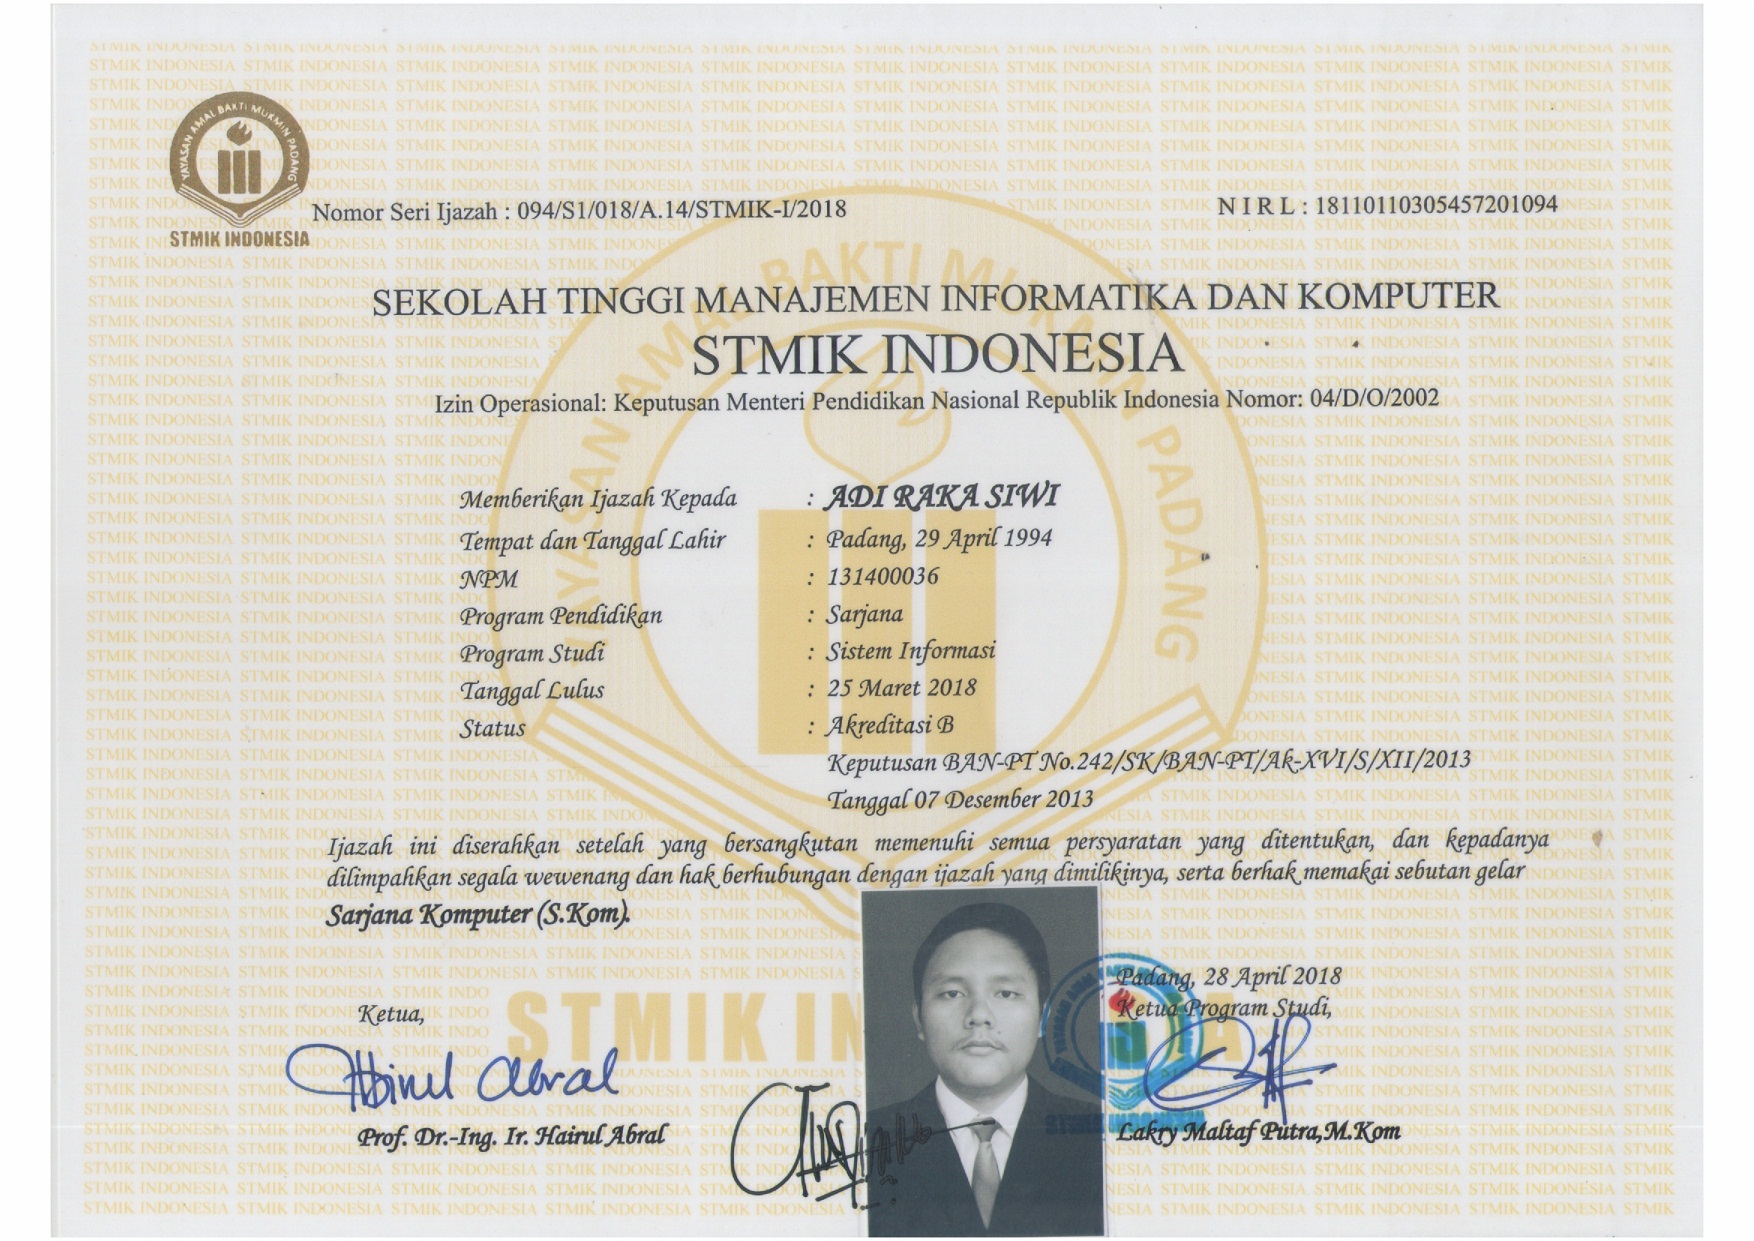 YAYASAN AMAL BAKTI MUKMIN PADANG
STMIK INDONESIA
Nomor Seri Ijazah : 094/S1/018/A.14/STMIK-I/2018
N I R L : 18110110305457201094
SEKOLAH TINGGI MANAJEMEN INFORMATIKA DAN KOMPUTER
STMIK INDONESIA
Izin Operasional: Keputusan Menteri Pendidikan Nasional Republik Indonesia Nomor: 04/D/O/2002
Memberikan Ijazah Kepada : ADI RAKA SIWI
Tempat dan Tanggal Lahir : Padang, 29 April 1994
NPM : 131400036
Program Pendidikan : Sarjana
Program Studi : Sistem Informasi
Tanggal Lulus : 25 Maret 2018
Status : Akreditasi B
Keputusan BAN-PT No.242/SK/BAN-PT/Ak-XVI/S/XII/2013
Tanggal 07 Desember 2013
Ijazah ini diserahkan setelah yang bersangkutan memenuhi semua persyaratan yang ditentukan, dan kepadanya
dilimpahkan segala wewenang dan hak berhubungan dengan ijazah yang dimilikinya, serta berhak memakai sebutan gelar
Sarjana Komputer (S.Kom).
Padang, 28 April 2018
Ketua,
Ketua Program Studi,
Prof. Dr.-Ing. Ir. Hairul Abral
Lakry Maltaf Putra,M.Kom